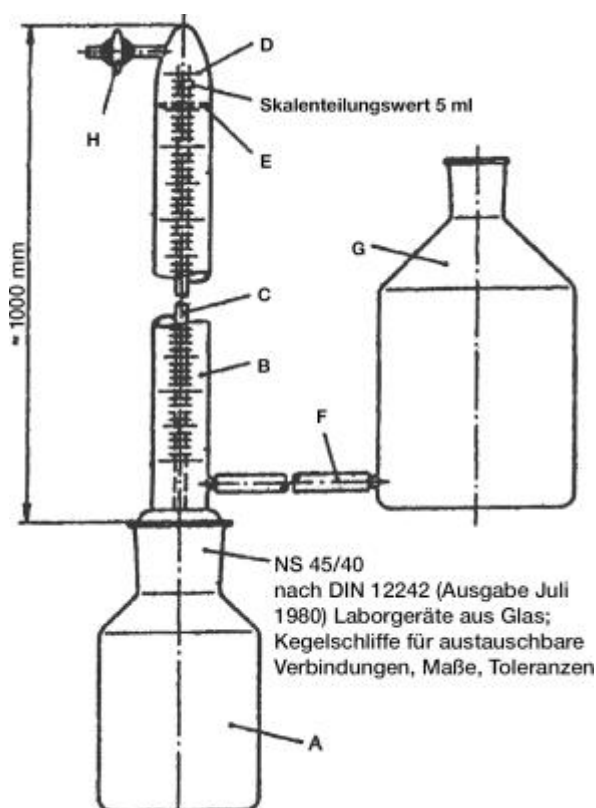 D
Skalenteilungswert 5 ml
H
E
G
≈1000 mm
C
B
F
NS 45/40
nach DIN 12242 (Ausgabe Juli
1980) Laborgeräte aus Glas;
Kegelschliffe für austauschbare
Verbindungen, Maße, Toleranzen
A